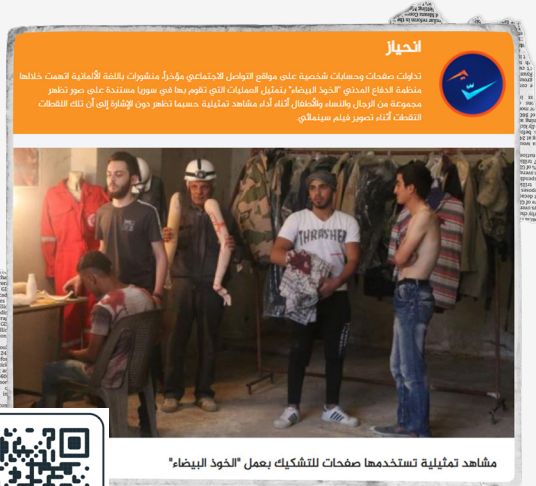 انحياز
تداولت صفحات وحسابات شخصية على مواقع التواصل الاجتماعي مؤخراً، منشورات باللغة الألمانية اتهمت خلالها
منظمة الدفاع المدني "الخوذ البيضاء" بتمثيل العمليات التي تقوم بها في سوريا مستندة على صور تظهر
مجموعة من الرجال والنساء والأطفال أثناء أداء مشاهد تمثيلية حسبما تظهر دون الإشارة إلى أن تلك اللقطات
التقطت أثناء تصوير فيلم سينمائي.
THRASHER
مشاهد تمثيلية تستخدمها صفحات للتشكيك بعمل "الخوذ البيضاء"